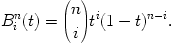 $B_i^n(t) = \binom{n}{i} t^i (1-t)^{n-i}.$